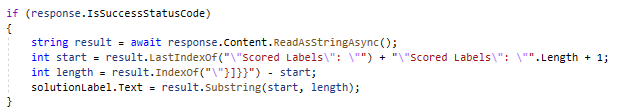 if (response.IsSuccessStatusCode)
{
string result = await response.Content.ReadAsStringAsync();
int start = result.LastIndexOf("\"Scored Labels\": \"") + "\"Scored Labels\": \"".Length + 1;
int length = result.IndexOf("\"}]}}") - start;
solutionLabel.Text = result.Substring(start, length);
}